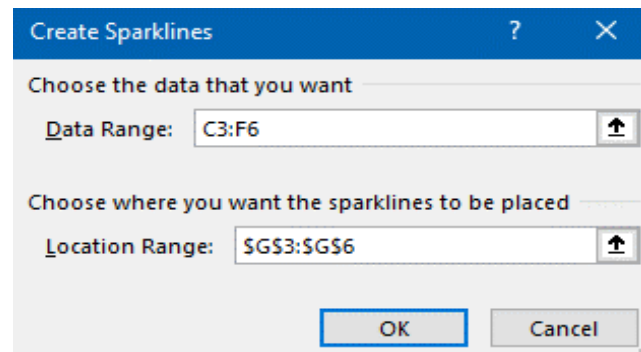 Create Sparklines ? ×
Choose the data that you want
Data Range: C3:F6
Choose where you want the sparklines to be placed
Location Range: $G$3:$G$6
OK Cancel